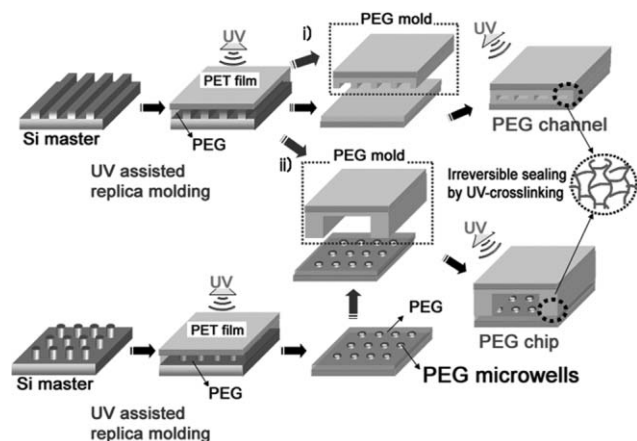 UV
i)
PEG mold
UV
PET film
Si master
PEG
PEG channel
UV assisted
replica molding
ii)
PEG mold
Irreversible sealing
by UV-crosslinking
UV
UV
PET film
PEG
PEG chip
Si master
PEG
PEG microwells
UV assisted
replica molding